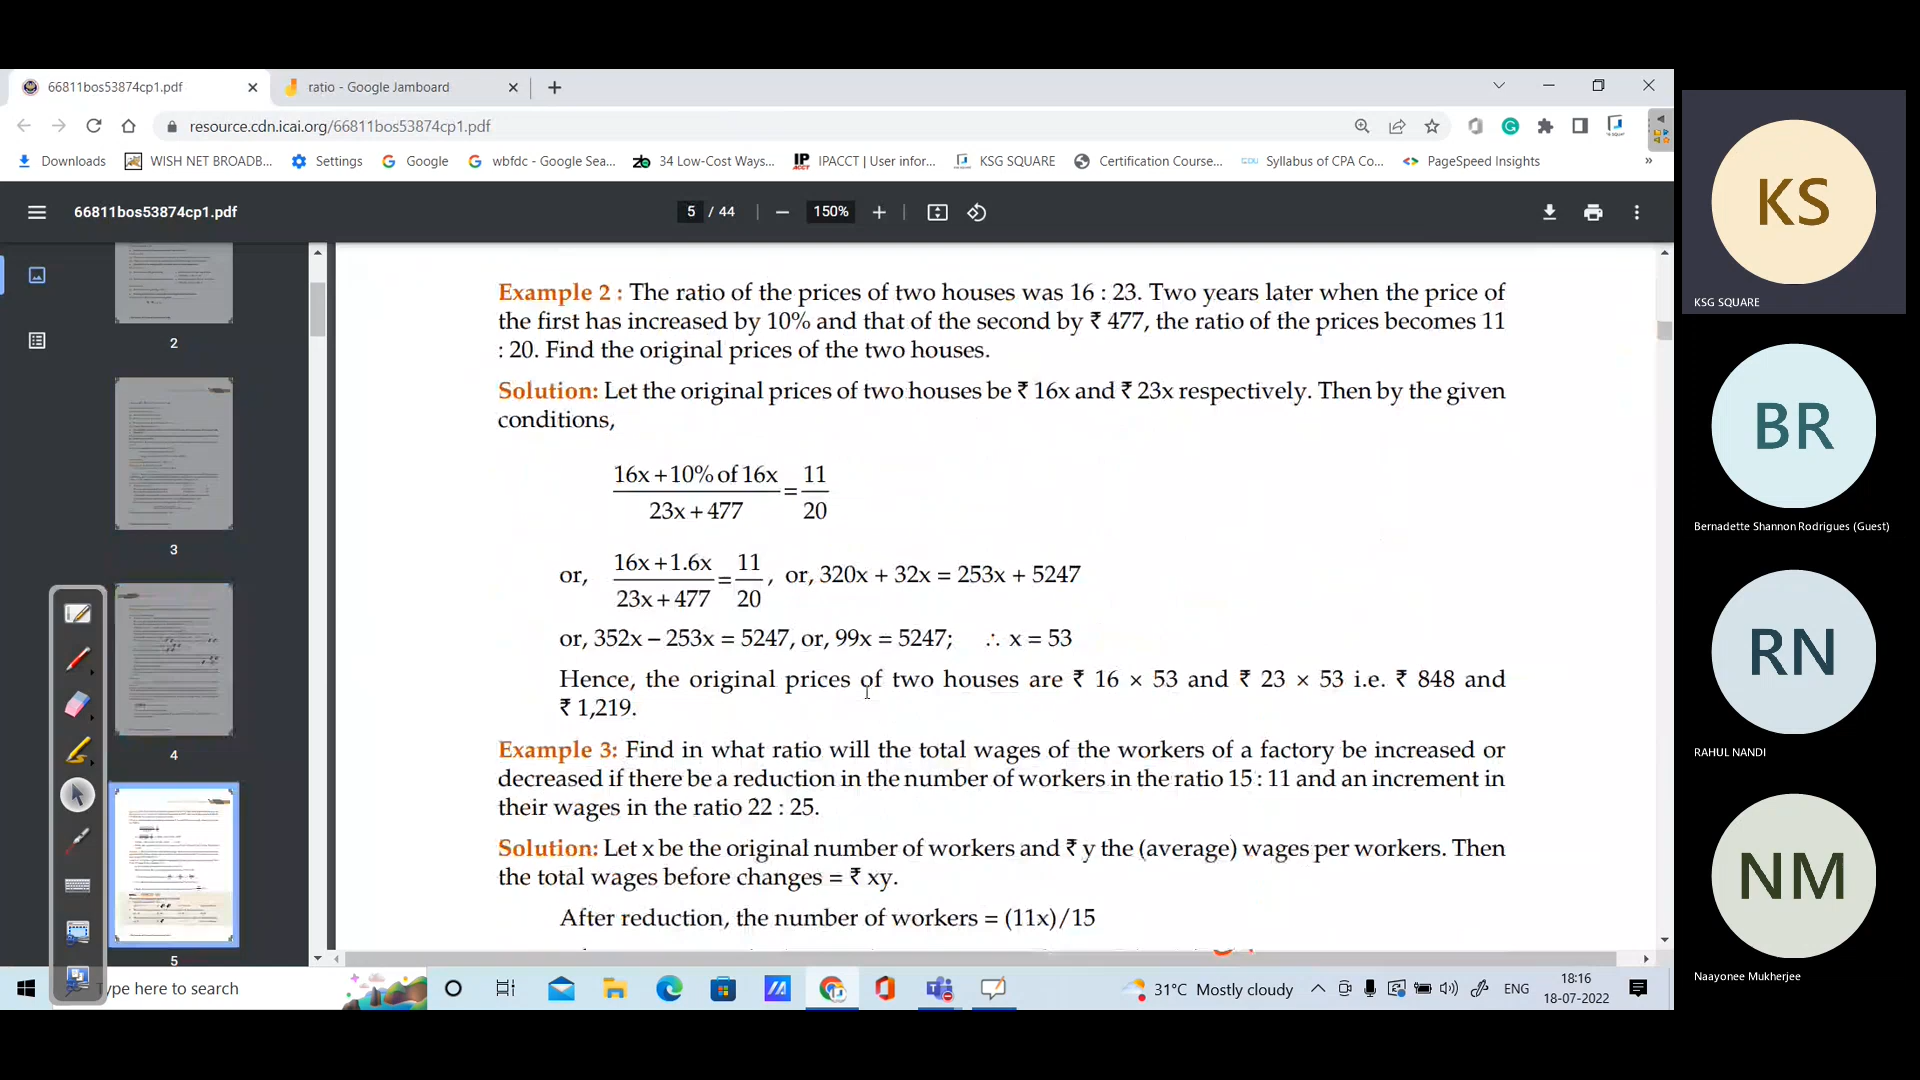 66811bos53874cp1.pdf
ratio - Google Jamboard
resource.cdn.icai.org/66811bos53874cp1.pdf
Downloads
WISH NET BROADB...
Settings
Google
wbfdc - Google Sea...
34 Low-Cost Ways...
IPACCT | User infor...
KSG SQUARE
Certification Course...
Syllabus of CPA Co...
PageSpeed Insights
»
66811bos53874cp1.pdf
5 / 44
150%
2
3
4
5
Example 2 : The ratio of the prices of two houses was 16 : 23. Two years later when the price of
the first has increased by 10% and that of the second by ₹ 477, the ratio of the prices becomes 11
: 20. Find the original prices of the two houses.
Solution: Let the original prices of two houses be ₹ 16x and ₹ 23x respectively. Then by the given
conditions,
16x + 10% of 16x / 23x + 477 = 11 / 20
or, 16x + 1.6x / 23x + 477 = 11 / 20 , or, 320x + 32x = 253x + 5247
or, 352x – 253x = 5247, or, 99x = 5247; ∴ x = 53
Hence, the original prices of two houses are ₹ 16 × 53 and ₹ 23 × 53 i.e. ₹ 848 and
₹ 1,219.
Example 3: Find in what ratio will the total wages of the workers of a factory be increased or
decreased if there be a reduction in the number of workers in the ratio 15 : 11 and an increment in
their wages in the ratio 22 : 25.
Solution: Let x be the original number of workers and ₹ y the (average) wages per workers. Then
the total wages before changes = ₹ xy.
After reduction, the number of workers = (11x)/15
KS
KSG SQUARE
BR
Bernadette Shannon Rodrigues (Guest)
RN
RAHUL NANDI
NM
Naayonee Mukherjee
ype here to search
31°C Mostly cloudy
ENG
18:16
18-07-2022